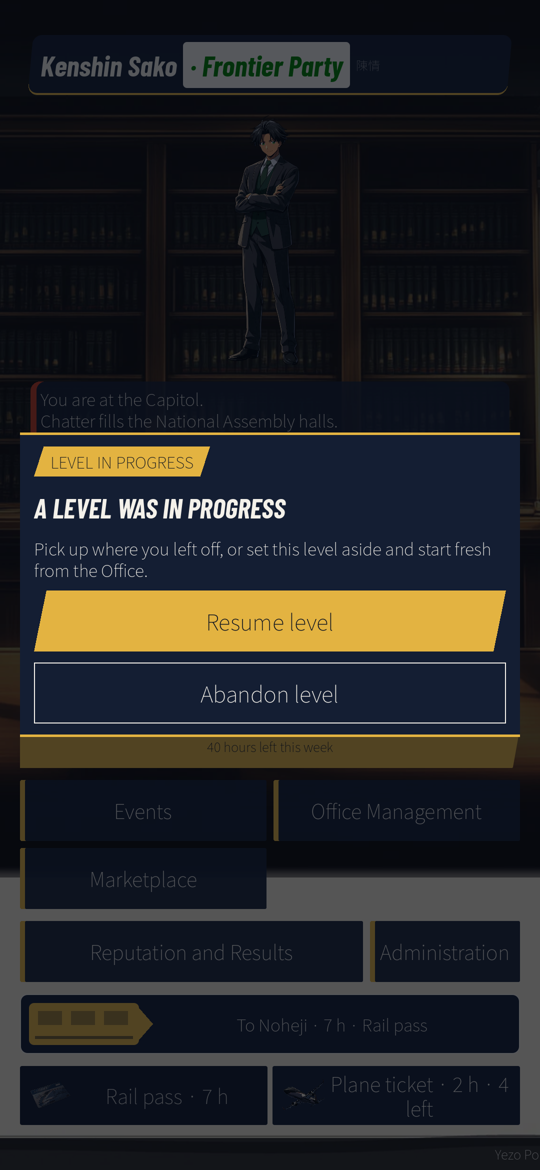 Kenshin Sako · Frontier Party 陳情
You are at the Capitol.
Chatter fills the National Assembly halls.
LEVEL IN PROGRESS
A LEVEL WAS IN PROGRESS
Pick up where you left off, or set this level aside and start fresh
from the Office.
Resume level
Abandon level
40 hours left this week
Events
Office Management
Marketplace
Reputation and Results
Administration
To Noheji · 7 h · Rail pass
Rail pass · 7 h
Plane ticket · 2 h · 4
left
Yezo Po